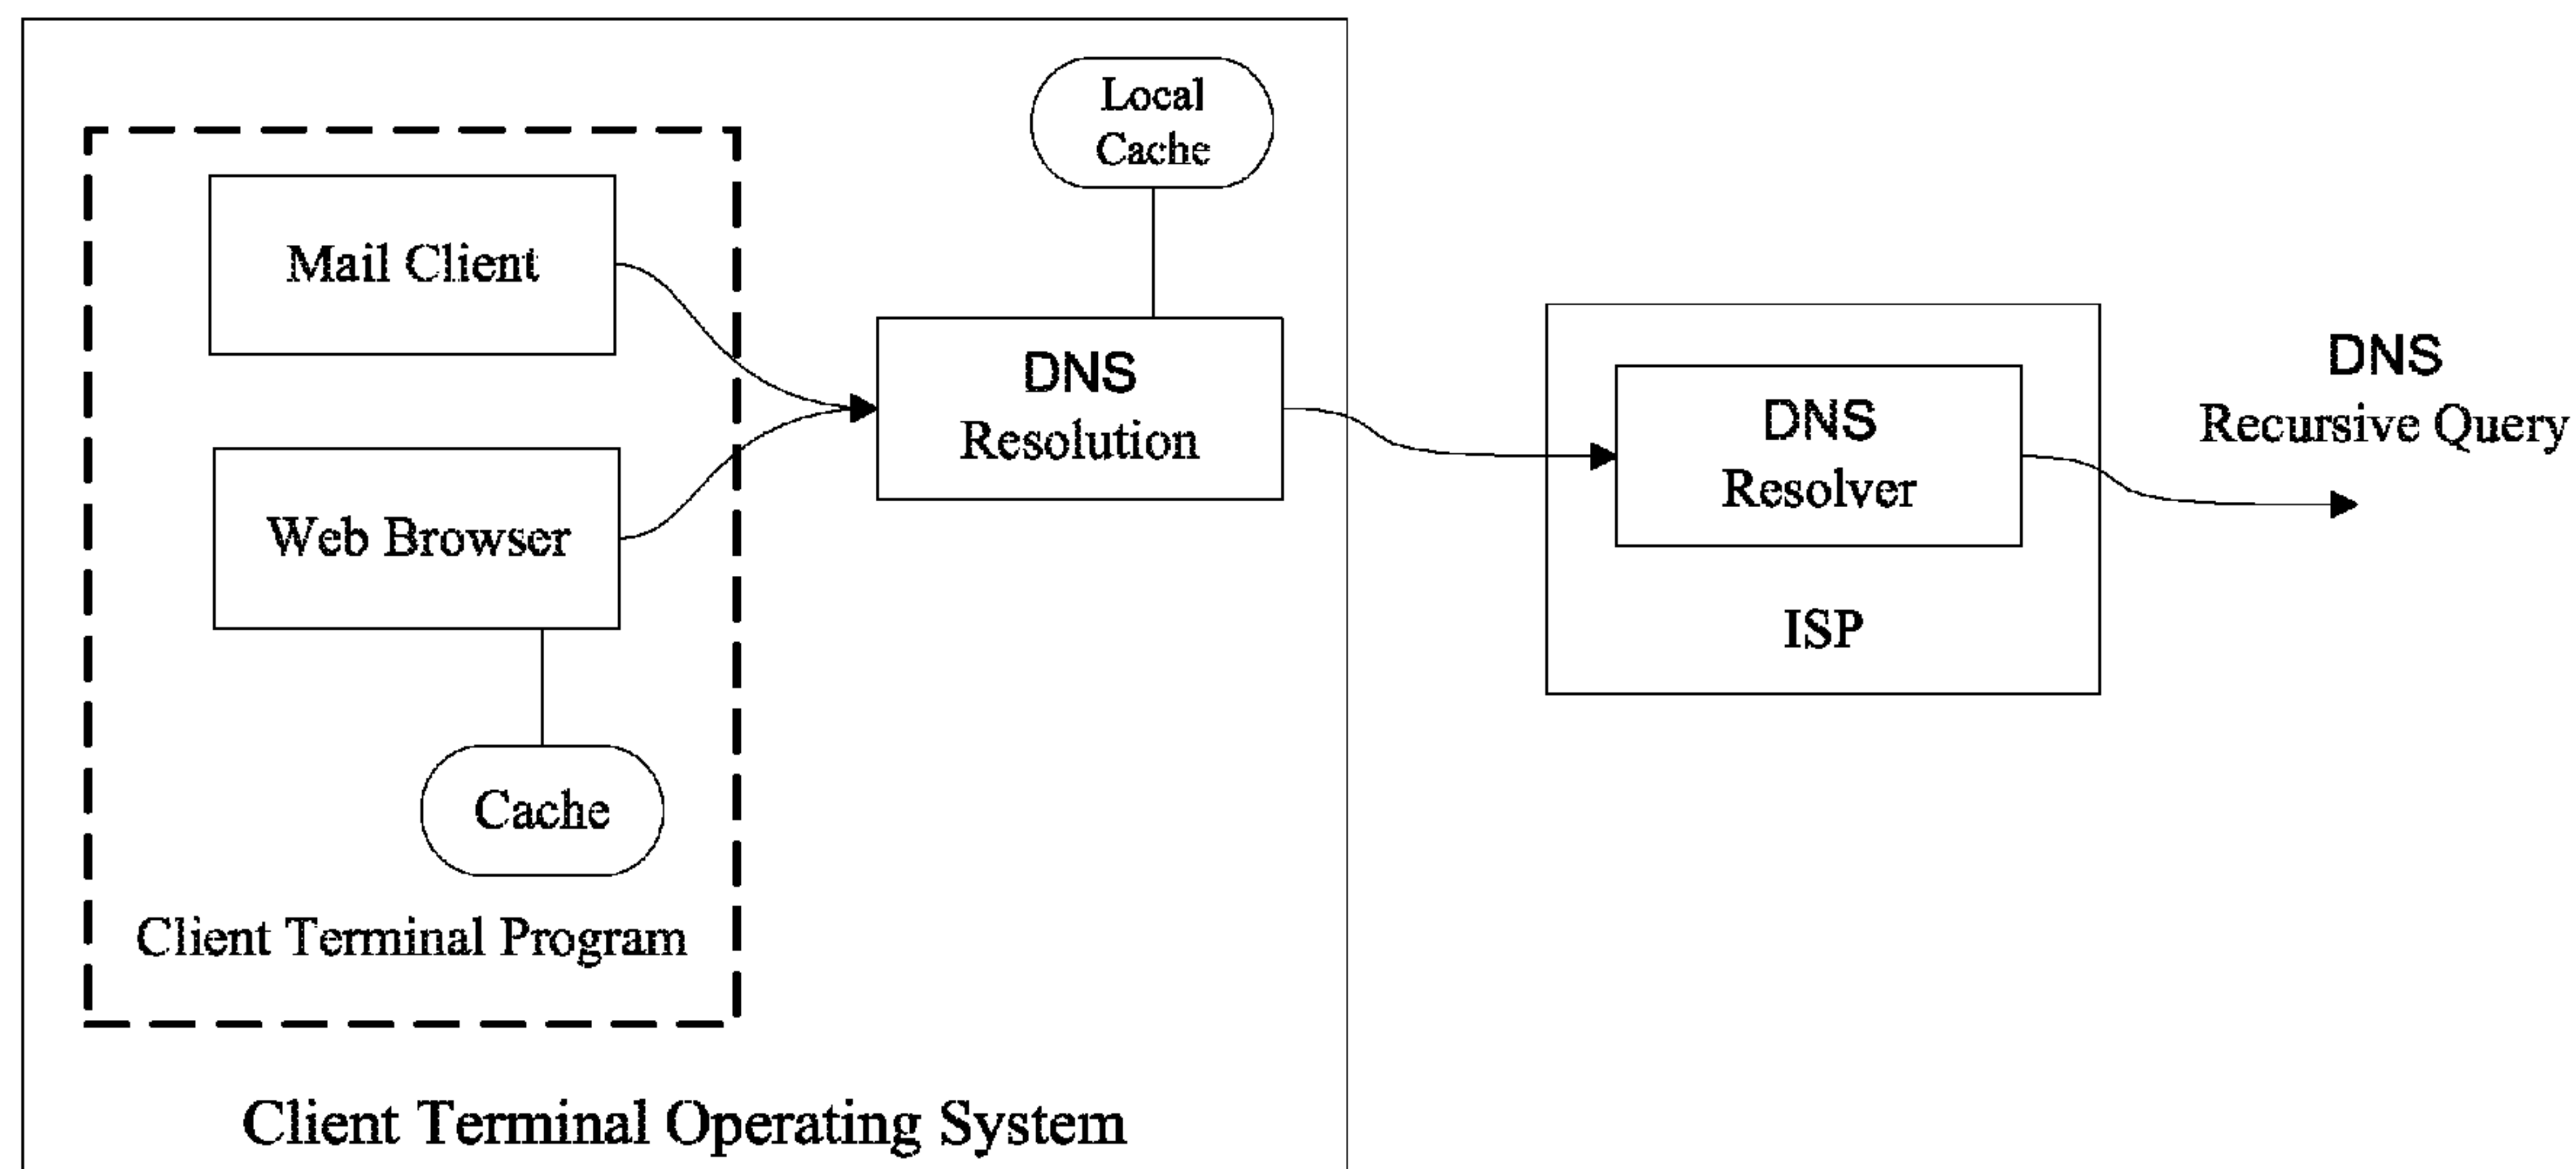 Local
Cache
Mail Client
DNS
Resolution
Web Browser
Cache
Client Terminal Program
Client Terminal Operating System
DNS
Resolver
ISP
DNS
Recursive Query